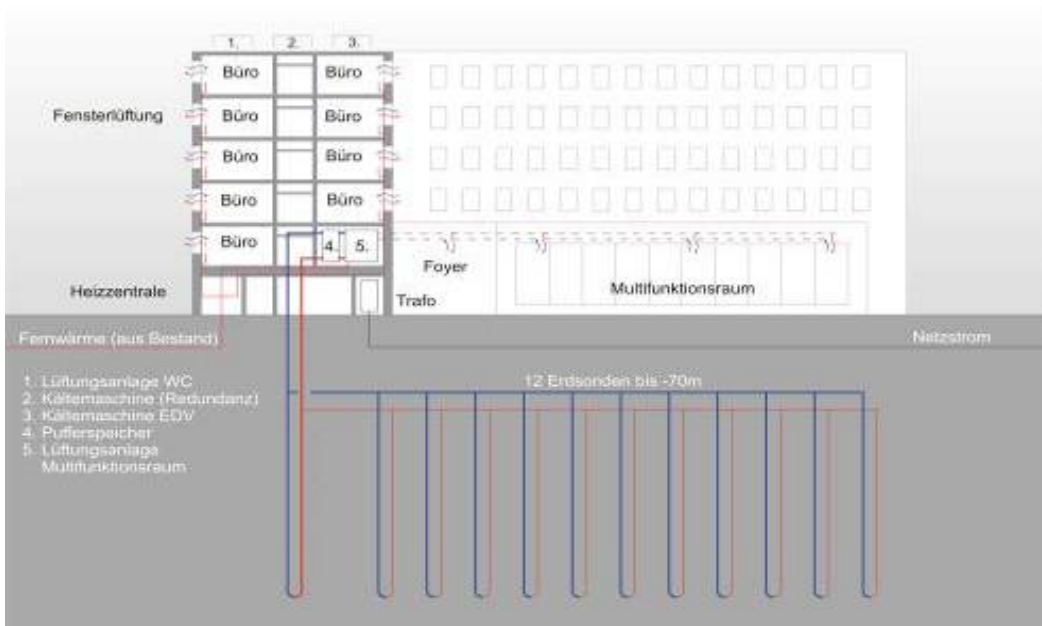 1. 2. 3.
Büro Büro
Fensterlüftung Büro Büro
Büro Büro
Büro Büro
Büro 4. 5.
Foyer
Heizzentrale Multifunktionsraum
Trafo
Fernwärme (aus Bestand) Netzstrom
12 Erdsonden bis -70m
1. Lüftungsanlage WC
2. Kältemaschine (Redundanz)
3. Kältemaschine EDV
4. Pufferspeicher
5. Lüftungsanlage
Multifunktionsraum